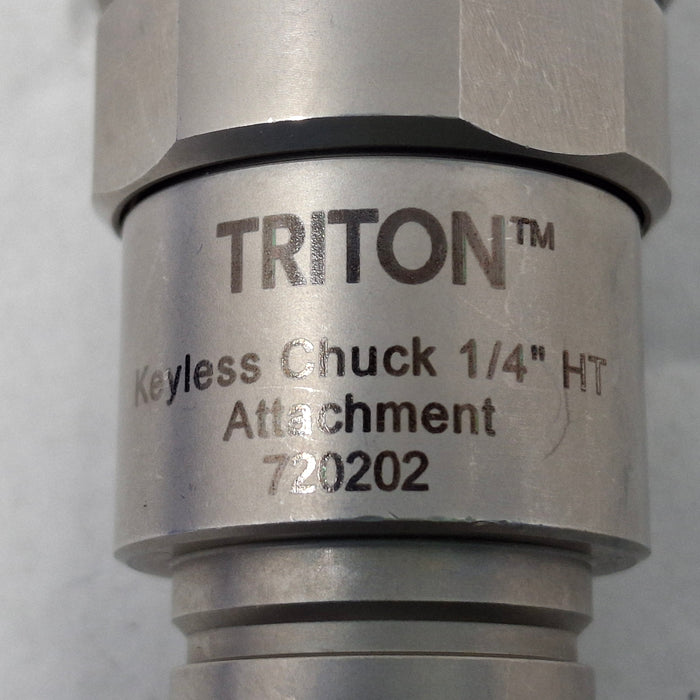 TRITON™
Keyless Chuck 1/4" HT
Attachment
720202